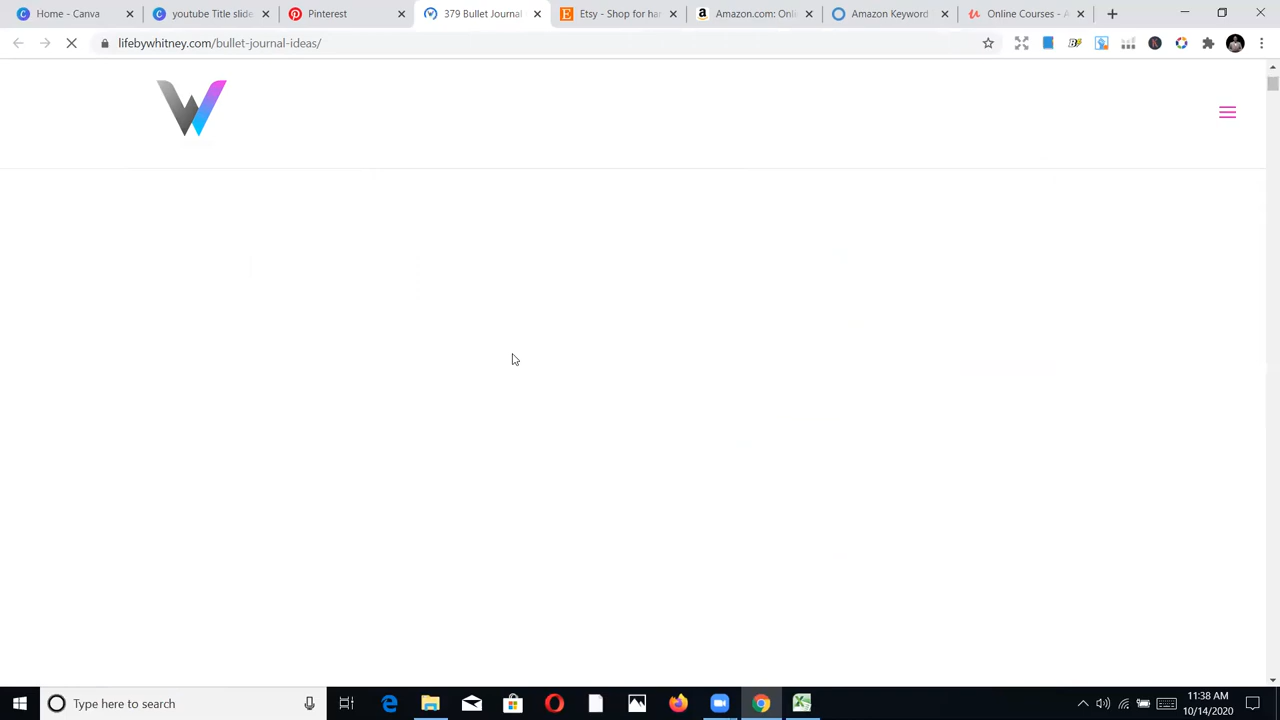 Home - Canva
youtube Title slide
Pinterest
379 Bullet Journal
Etsy - Shop for har
Amazon.com: Onl
Amazon Keyword
Online Courses - A
lifebywhitney.com/bullet-journal-ideas/
Type here to search
11:38 AM
10/14/2020